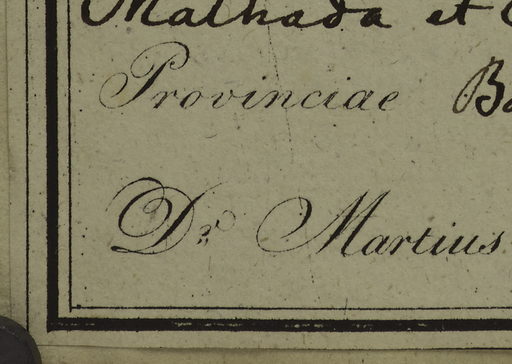 Malhada et
Provinciae
Dr. Martius